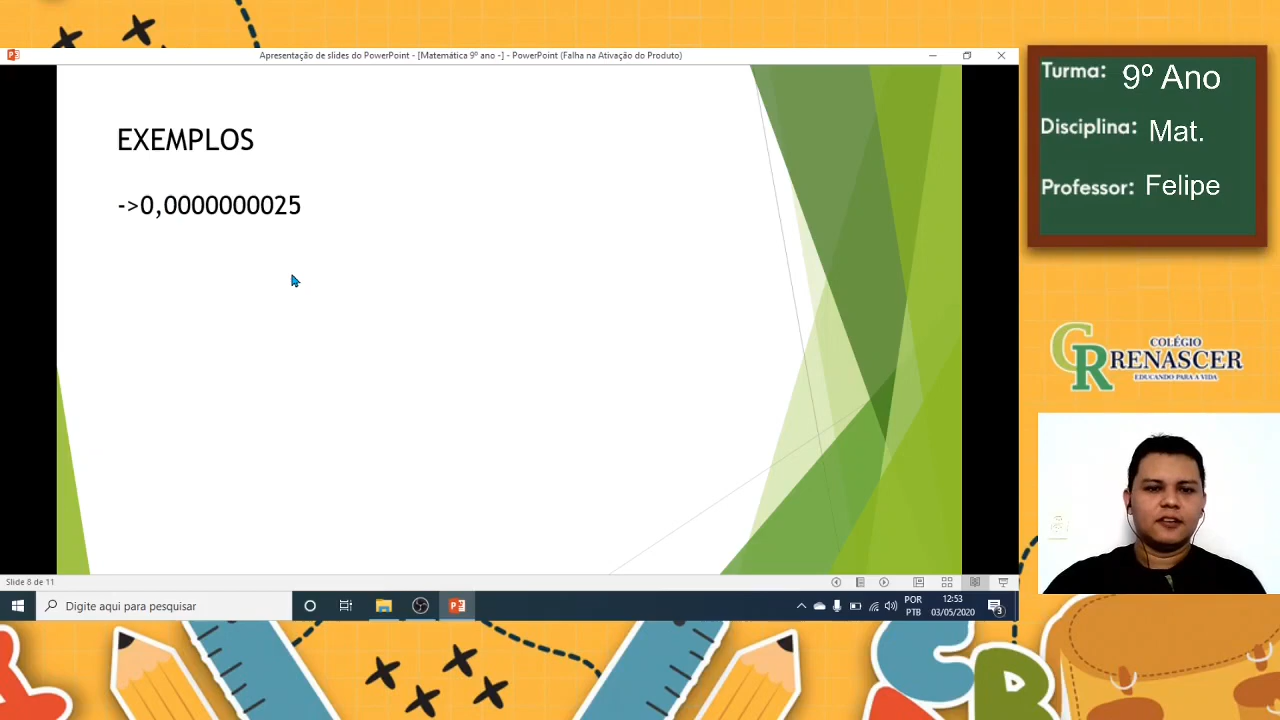 Apresentação de slides do PowerPoint - [Matemática 9º ano -] - PowerPoint (Falha na Ativação do Produto)
EXEMPLOS
->0,0000000025
Slide 8 de 11
Digite aqui para pesquisar
POR
PTB
12:53
03/05/2020
3
Turma: 9º Ano
Disciplina: Mat.
Professor: Felipe
CR
COLÉGIO
RENASCER
EDUCANDO PARA A VIDA